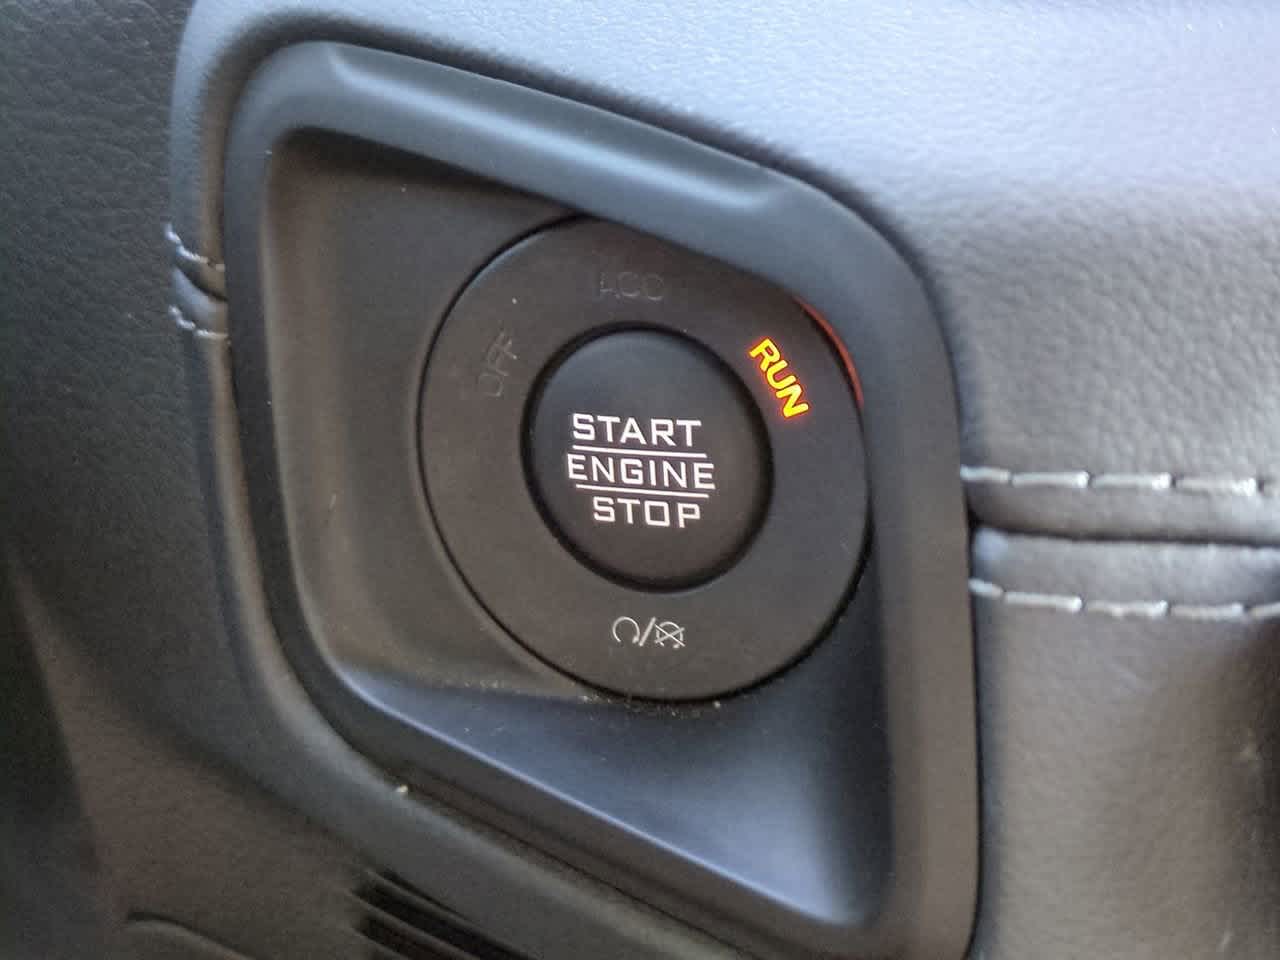 ACC
OFF
RUN
START
ENGINE
STOP